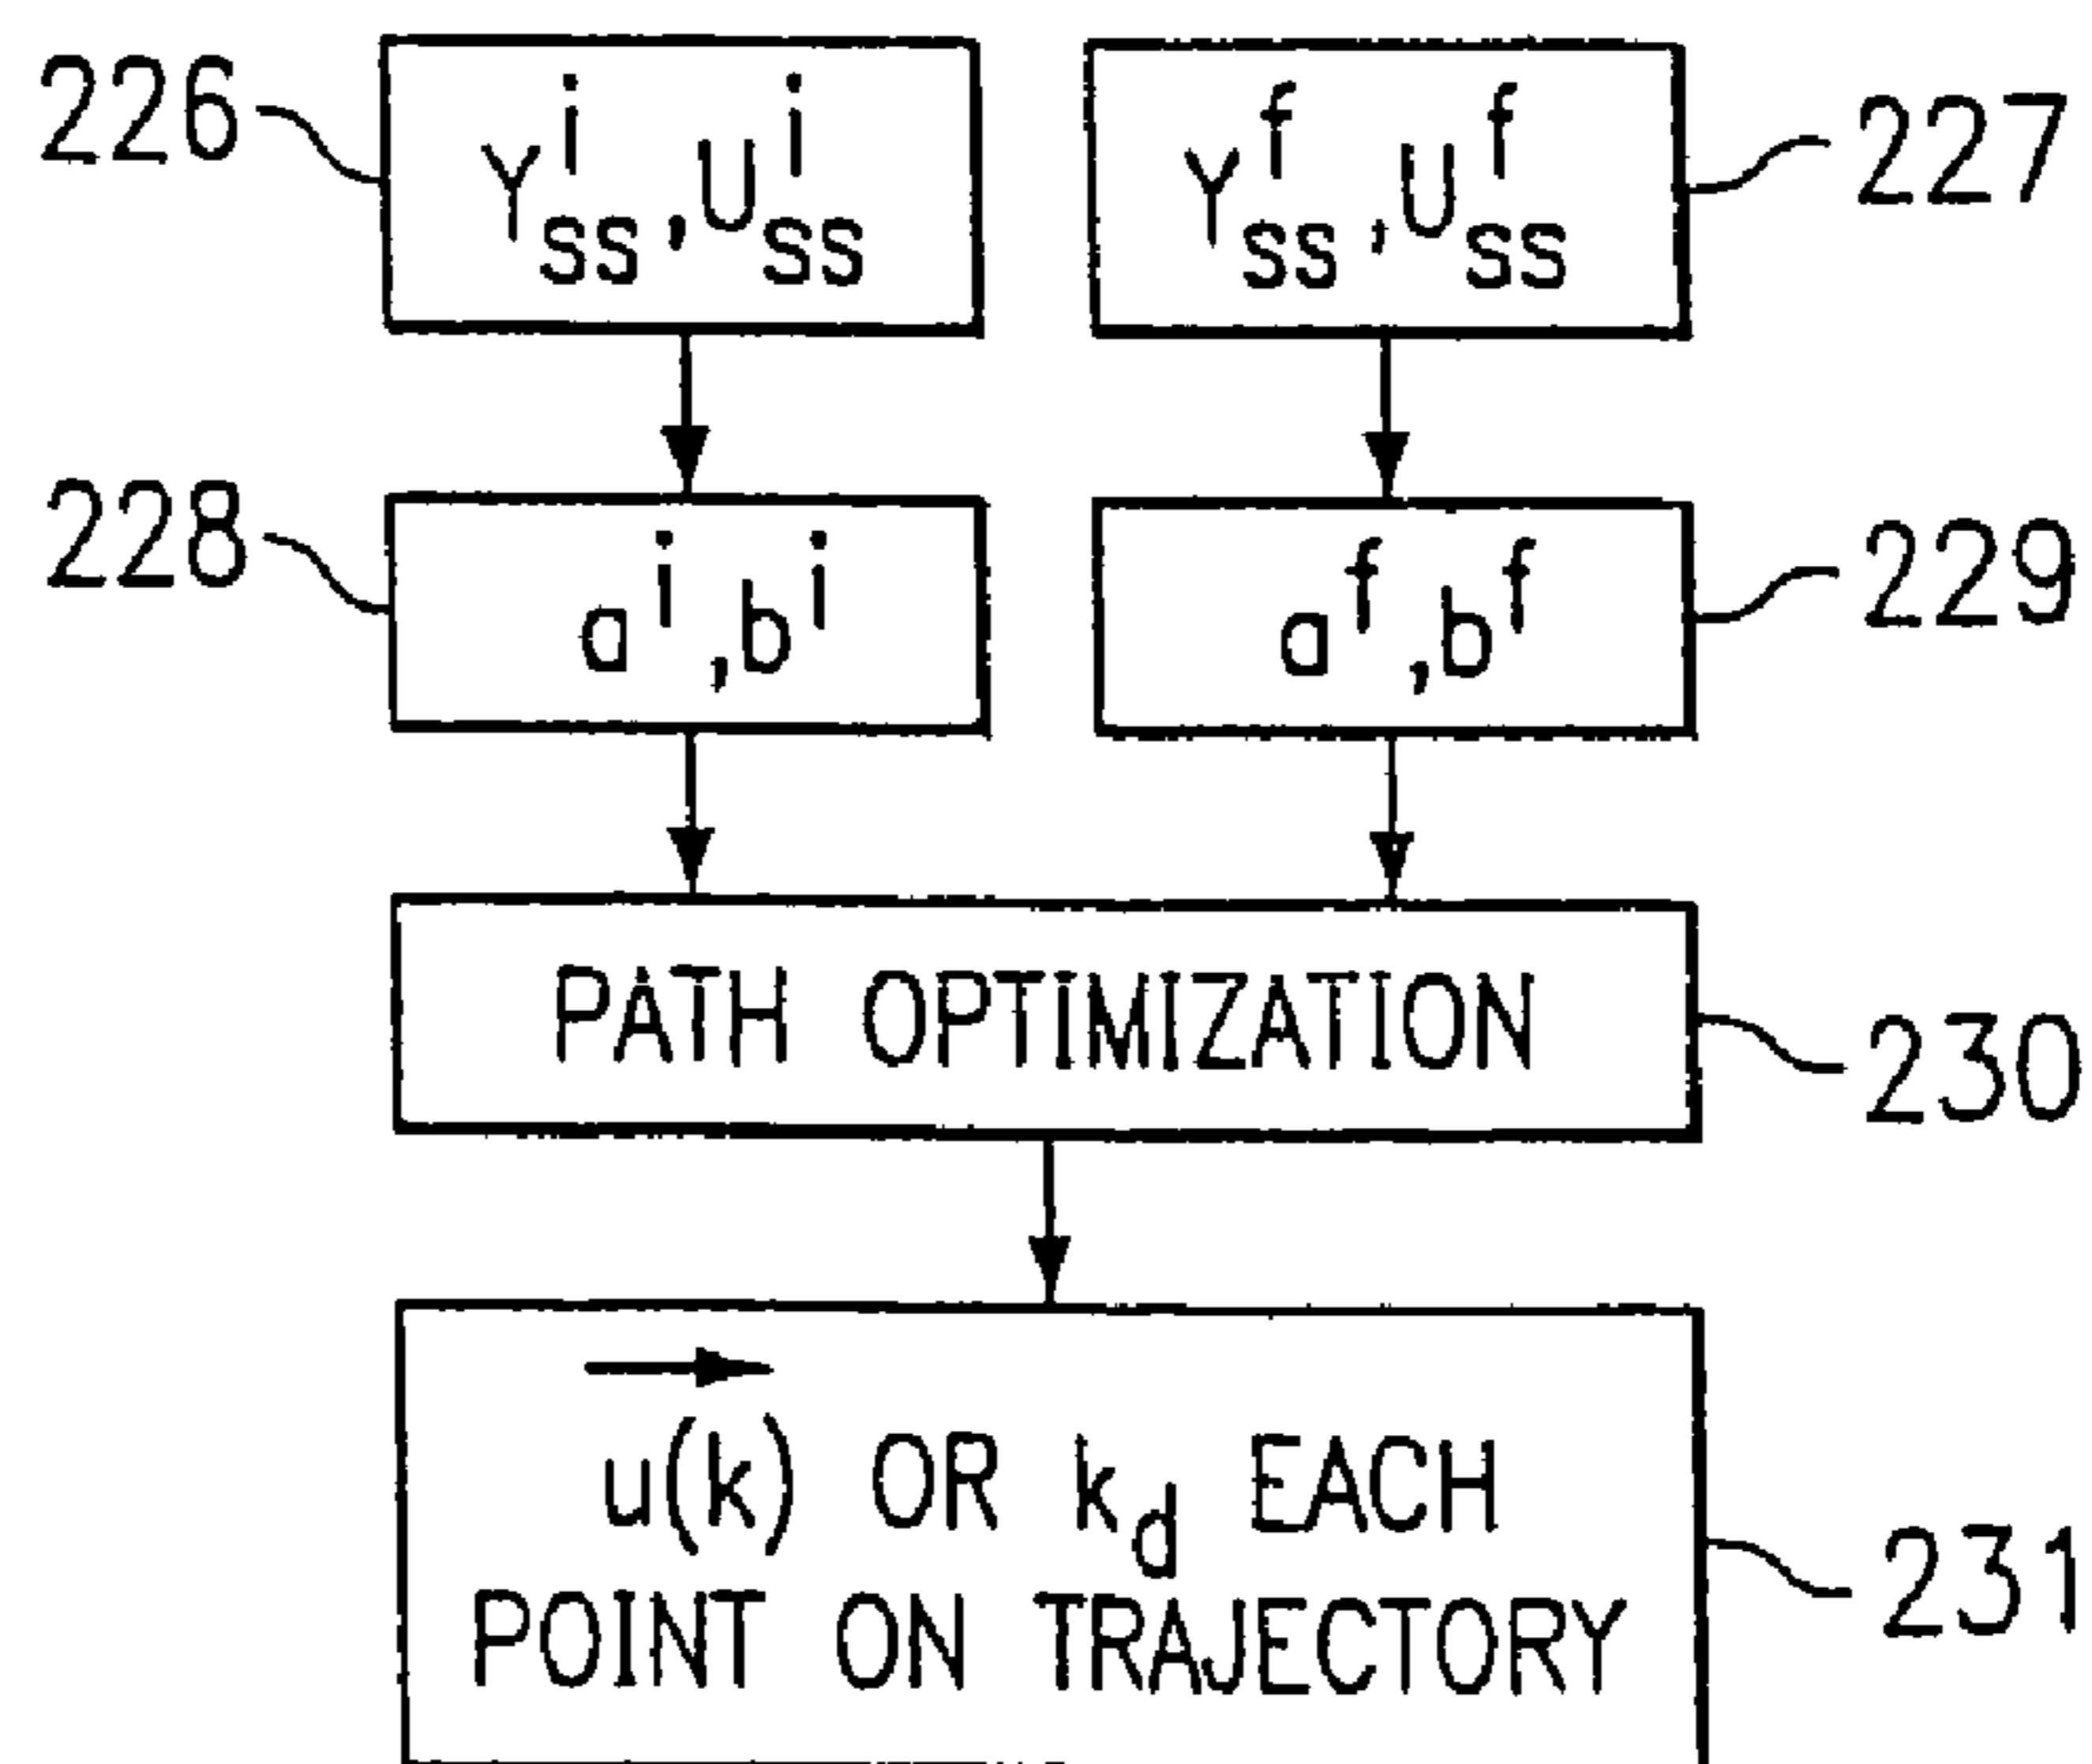 226
Y^i_ss, U^i_ss
Y^f_ss, U^f_ss
227
228
a^i, b^i
a^f, b^f
229
PATH OPTIMIZATION
230
u(k) OR k_d EACH
POINT ON TRAJECTORY
231